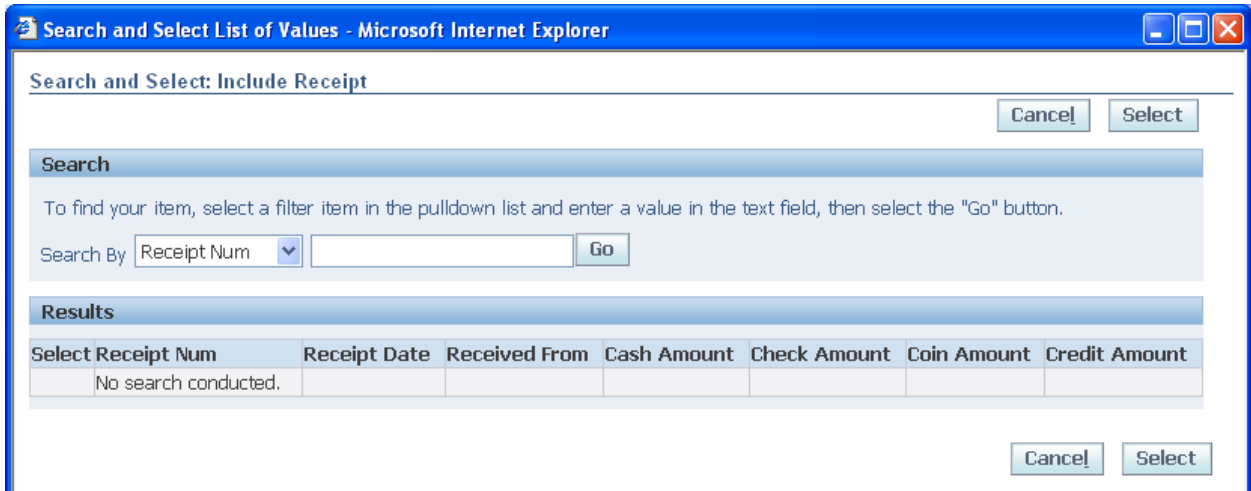 Search and Select List of Values - Microsoft Internet Explorer
Search and Select: Include Receipt
Cancel Select
Search
To find your item, select a filter item in the pulldown list and enter a value in the text field, then select the "Go" button.
Search By Receipt Num Go
Results
Select Receipt Num Receipt Date Received From Cash Amount Check Amount Coin Amount Credit Amount
No search conducted.
Cancel Select